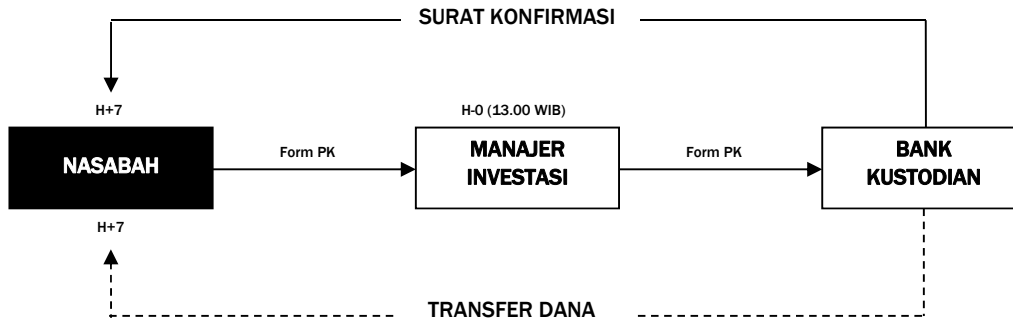 SURAT KONFIRMASI
H+7
H-0 (13.00 WIB)
NASABAH
Form PK
MANAJER
INVESTASI
Form PK
BANK
KUSTODIAN
H+7
TRANSFER DANA